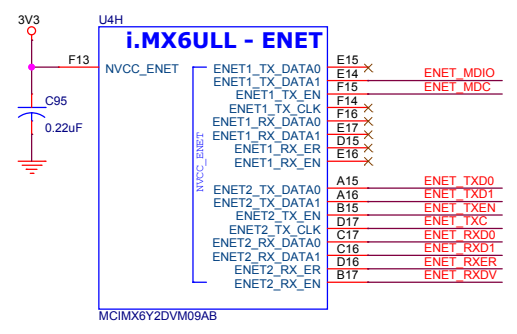 3V3
U4H
i.MX6ULL - ENET
F13
NVCC_ENET
C95
0.22uF
NVCC_ENET
ENET1_TX_DATA0 E15
ENET1_TX_DATA1 E14 ENET_MDIO
ENET1_TX_EN F15 ENET_MDC
ENET1_TX_CLK F14
ENET1_RX_DATA0 F16
ENET1_RX_DATA1 E17
ENET1_RX_ER D15
ENET1_RX_EN E16
ENET2_TX_DATA0 A15 ENET_TXD0
ENET2_TX_DATA1 A16 ENET_TXD1
ENET2_TX_EN B15 ENET_TXEN
ENET2_TX_CLK D17 ENET_TXC
ENET2_RX_DATA0 C17 ENET_RXD0
ENET2_RX_DATA1 C16 ENET_RXD1
ENET2_RX_ER D16 ENET_RXER
ENET2_RX_EN B17 ENET_RXDV
MCIMX6Y2DVM09AB